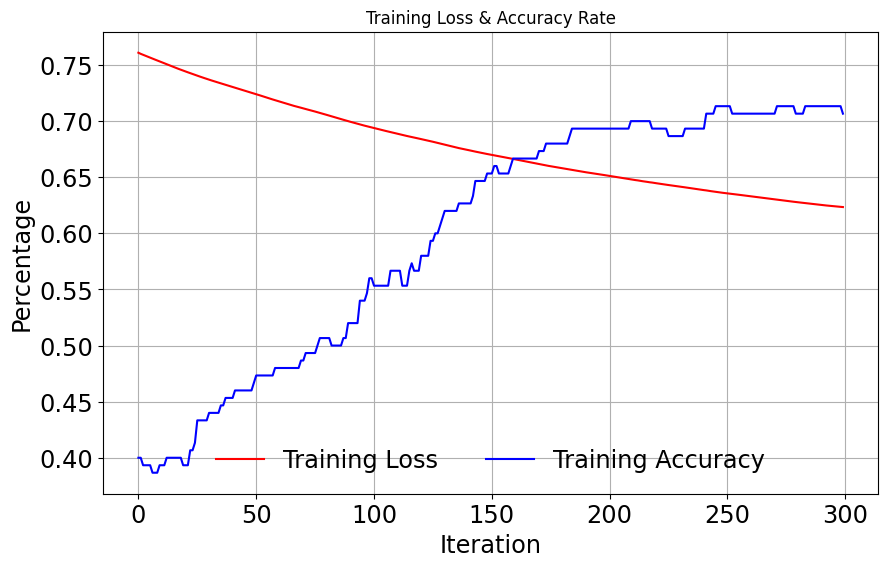 Training Loss & Accuracy Rate
0.75
0.70
0.65
0.60
0.55
0.50
0.45
0.40
Percentage
Training Loss Training Accuracy
0 50 100 150 200 250 300
Iteration